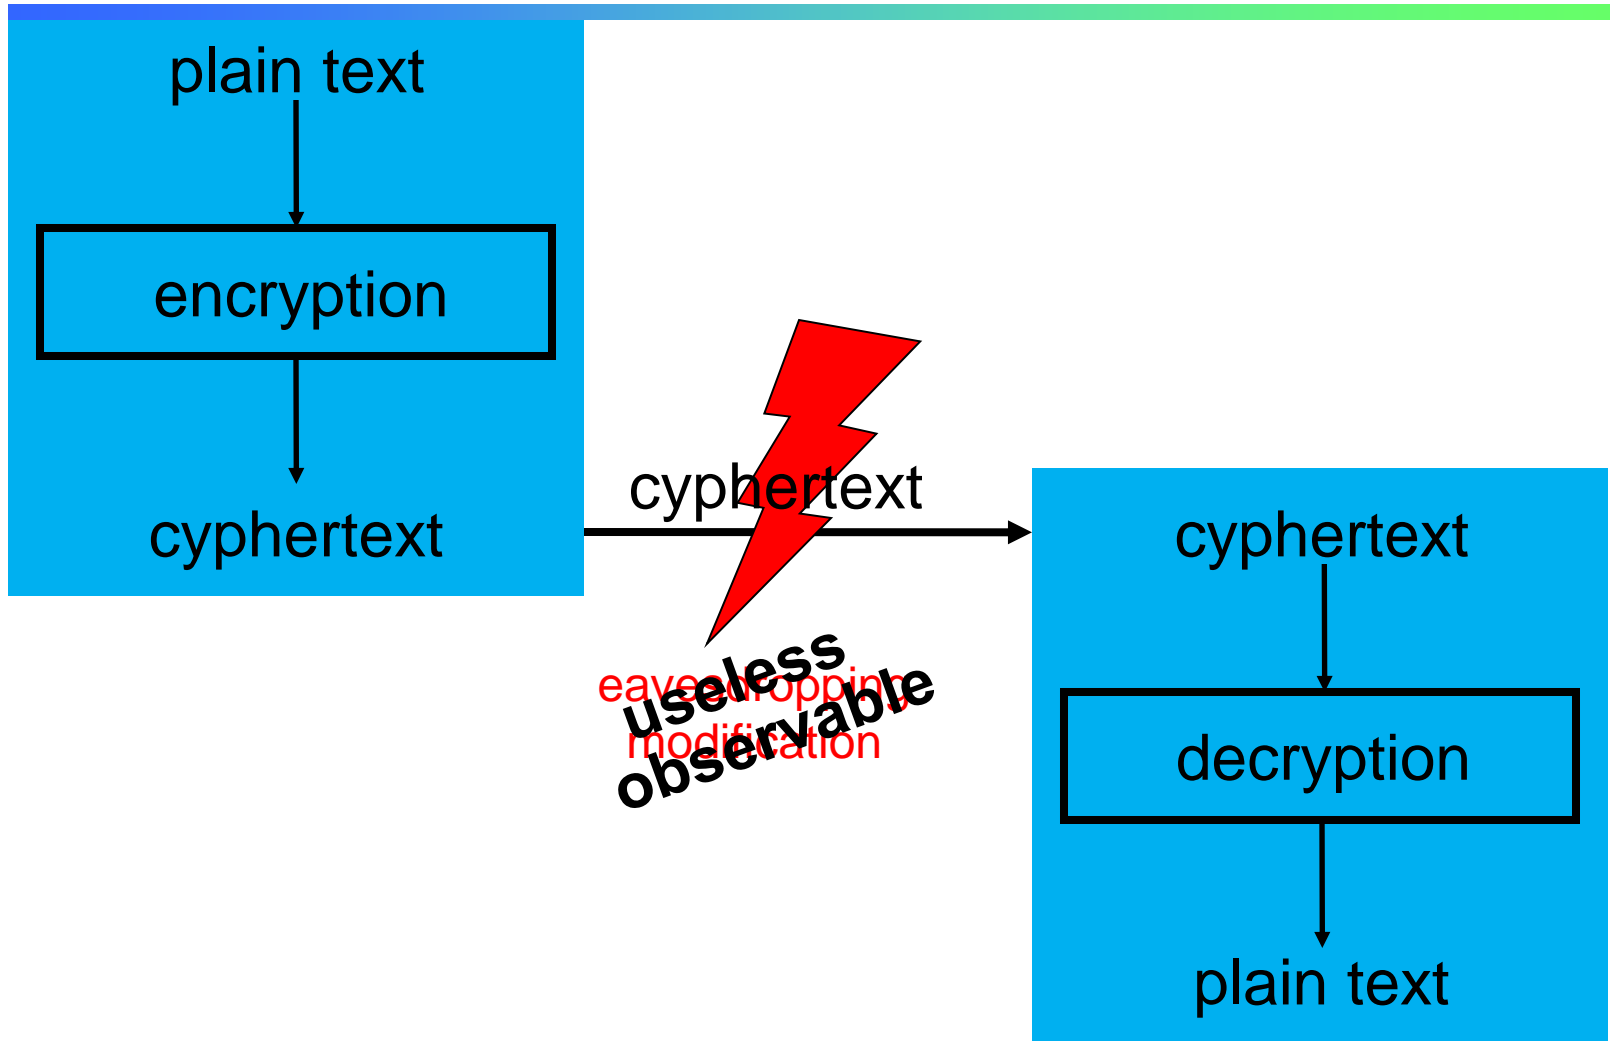 plain text
encryption
cyphertext
cyphertext
eavesdropping
modification
useless
observable
cyphertext
decryption
plain text